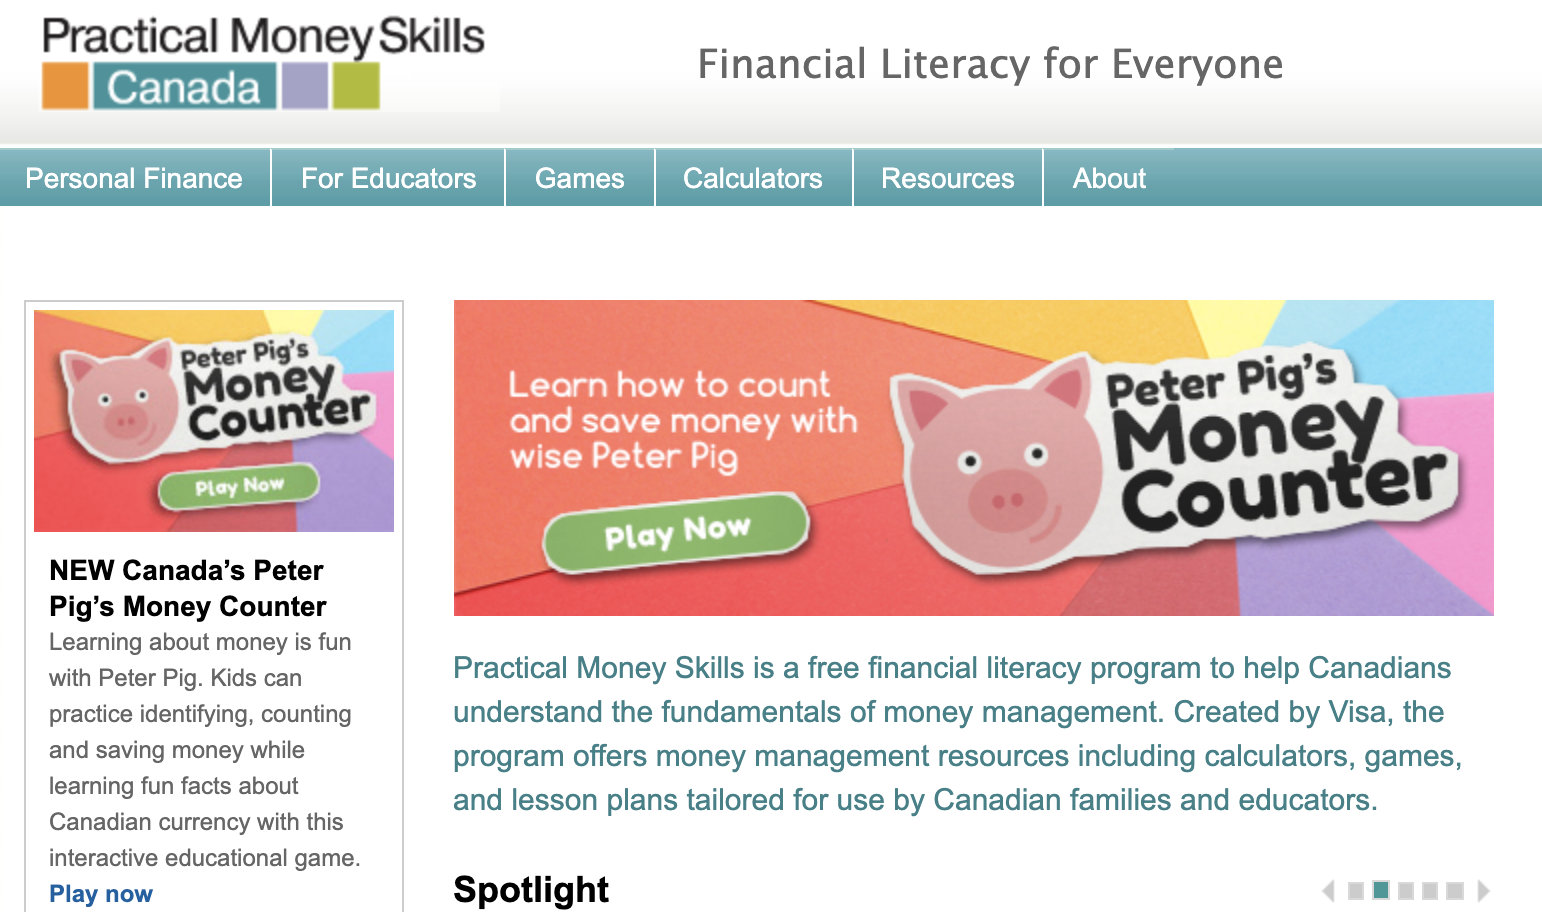 Practical Money Skills
Canada
Financial Literacy for Everyone
Personal Finance
For Educators
Games
Calculators
Resources
About
Peter Pig's
Money
Counter
Play Now
NEW Canada’s Peter
Pig’s Money Counter
Learning about money is fun
with Peter Pig. Kids can
practice identifying, counting
and saving money while
learning fun facts about
Canadian currency with this
interactive educational game.
Play now
Learn how to count
and save money with
wise Peter Pig
Play Now
Peter Pig's
Money
Counter
Practical Money Skills is a free financial literacy program to help Canadians
understand the fundamentals of money management. Created by Visa, the
program offers money management resources including calculators, games,
and lesson plans tailored for use by Canadian families and educators.
Spotlight